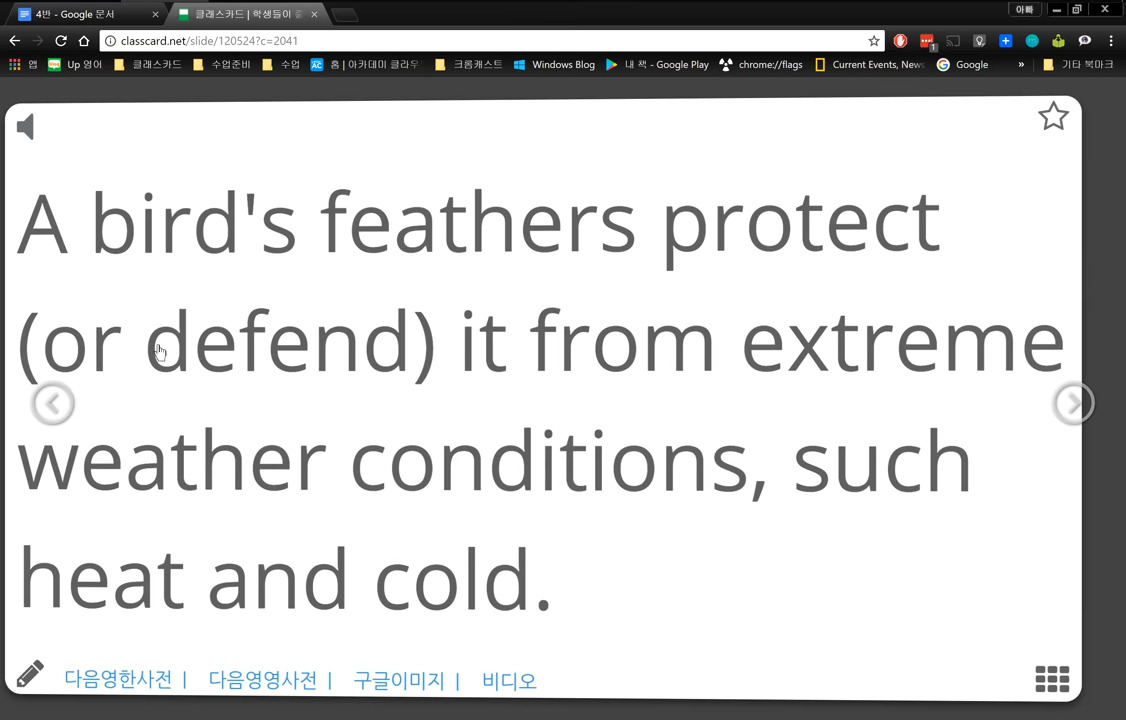 4반 - Google 문서
클래스카드 | 학생들이 좋
아빠
classcard.net/slide/120524?c=2041
1
앱
Up 영어
클래스카드
수업준비
수업
홈 | 아카데미 클라우
크롬캐스트
Windows Blog
내 책 - Google Play
chrome://flags
Current Events, News
Google
»
기타 북마크
A bird's feathers protect
(or defend) it from extreme
weather conditions, such
heat and cold.
다음영한사전 |
다음영영사전 |
구글이미지 |
비디오